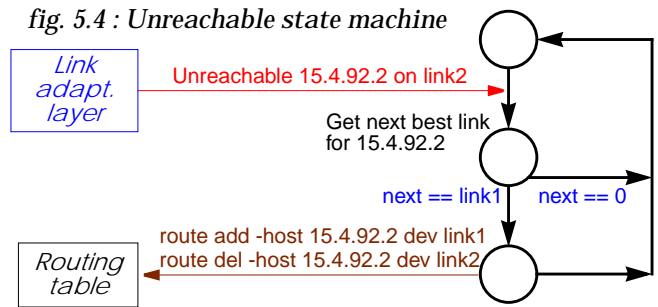 fig. 5.4 : Unreachable state machine
Link
adapt.
layer
Unreachable 15.4.92.2 on link2
Get next best link
for 15.4.92.2
next == link1
next == 0
route add -host 15.4.92.2 dev link1
route del -host 15.4.92.2 dev link2
Routing
table